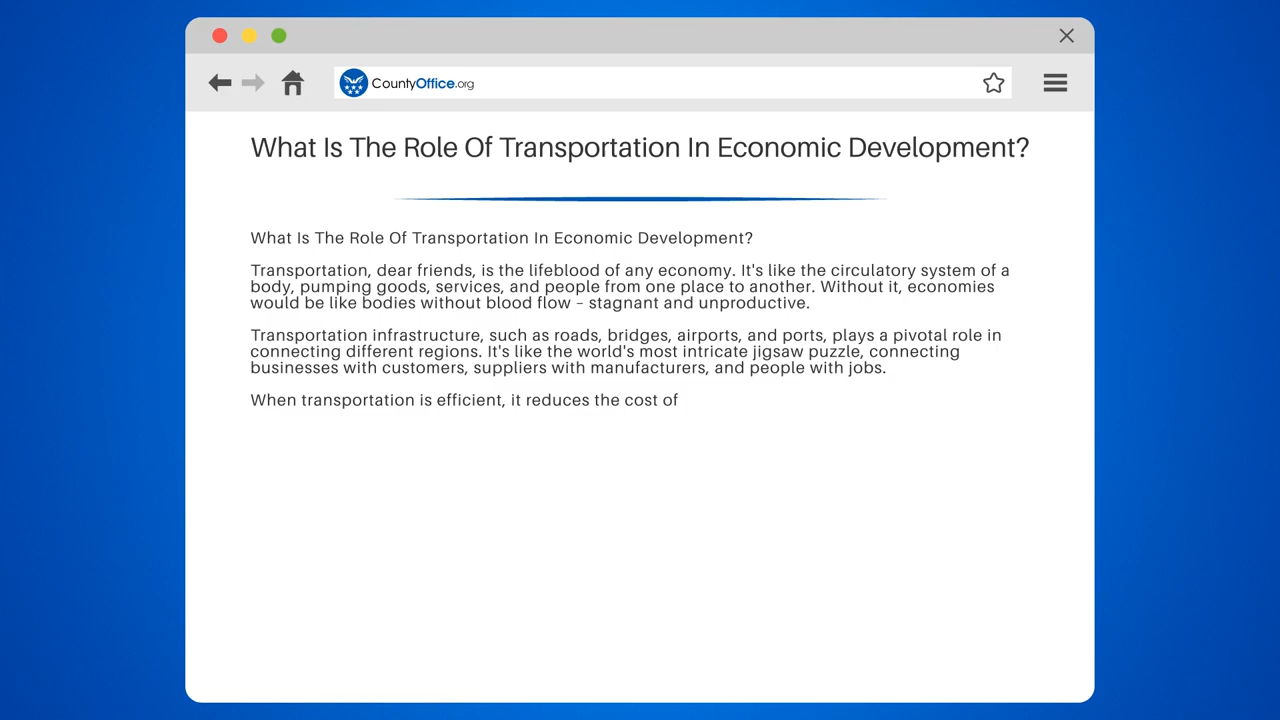 CountyOffice.org
What Is The Role Of Transportation In Economic Development?
What Is The Role Of Transportation In Economic Development?
Transportation, dear friends, is the lifeblood of any economy. It's like the circulatory system of a
body, pumping goods, services, and people from one place to another. Without it, economies
would be like bodies without blood flow – stagnant and unproductive.
Transportation infrastructure, such as roads, bridges, airports, and ports, plays a pivotal role in
connecting different regions. It's like the world's most intricate jigsaw puzzle, connecting
businesses with customers, suppliers with manufacturers, and people with jobs.
When transportation is efficient, it reduces the cost of